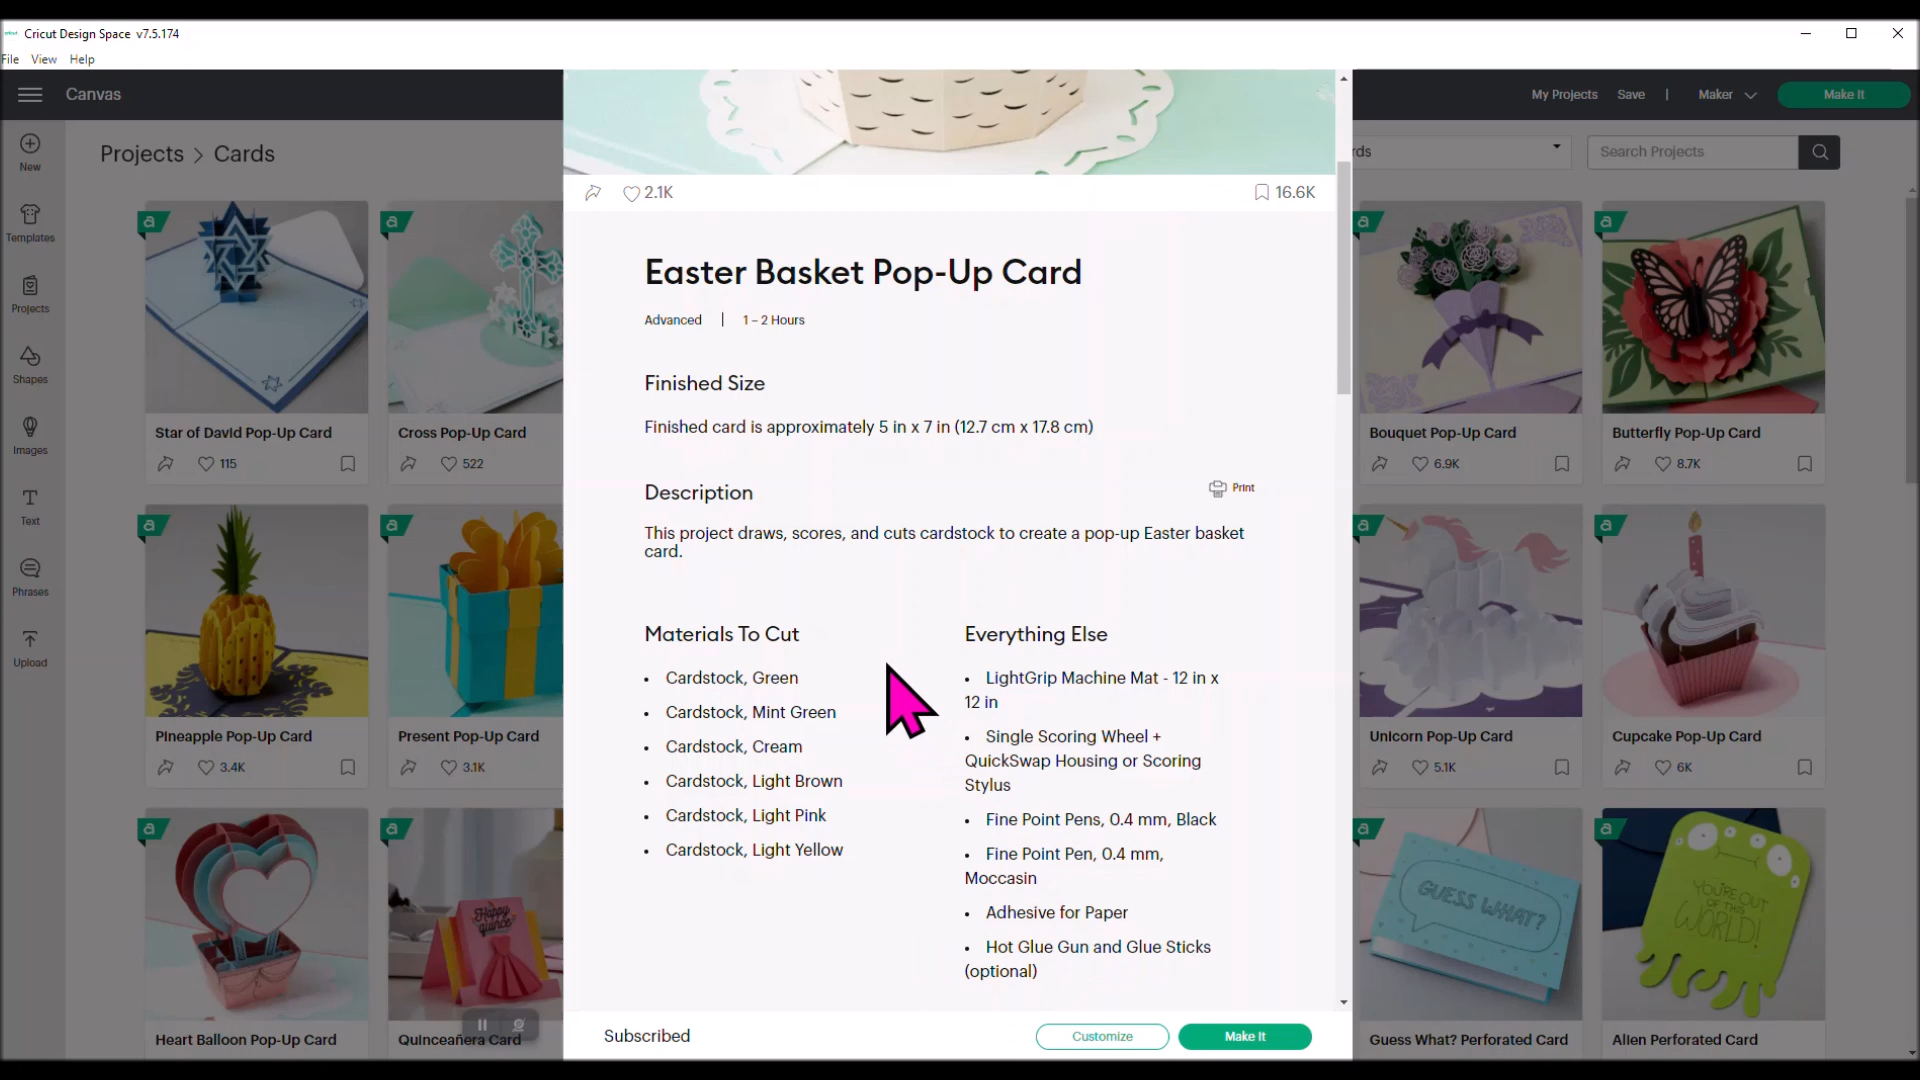 Cricut Design Space v7.5.174
File View Help
Canvas
My Projects Save | Maker Make It
New
Templates
Projects
Shapes
Images
Text
Phrases
Upload
Projects > Cards
rds
Search Projects
2.1K
16.6K
Easter Basket Pop-Up Card
Advanced | 1 – 2 Hours
Finished Size
Finished card is approximately 5 in x 7 in (12.7 cm x 17.8 cm)
Description
Print
This project draws, scores, and cuts cardstock to create a pop-up Easter basket
card.
Materials To Cut
• Cardstock, Green
• Cardstock, Mint Green
• Cardstock, Cream
• Cardstock, Light Brown
• Cardstock, Light Pink
• Cardstock, Light Yellow
Everything Else
• LightGrip Machine Mat - 12 in x
12 in
• Single Scoring Wheel +
QuickSwap Housing or Scoring
Stylus
• Fine Point Pens, 0.4 mm, Black
• Fine Point Pen, 0.4 mm,
Moccasin
• Adhesive for Paper
• Hot Glue Gun and Glue Sticks
(optional)
Subscribed
Customize
Make It
a
Star of David Pop-Up Card
115
a
Cross Pop-Up Card
522
a
Bouquet Pop-Up Card
6.9K
a
Butterfly Pop-Up Card
8.7K
a
Pineapple Pop-Up Card
3.4K
a
Present Pop-Up Card
3.1K
a
Unicorn Pop-Up Card
5.1K
a
Cupcake Pop-Up Card
6K
a
Heart Balloon Pop-Up Card
a
Happy
quince
Quinceañera Card
a
GUESS WHAT?
Guess What? Perforated Card
a
YOU'RE OUT
OF THIS
WORLD!
Alien Perforated Card